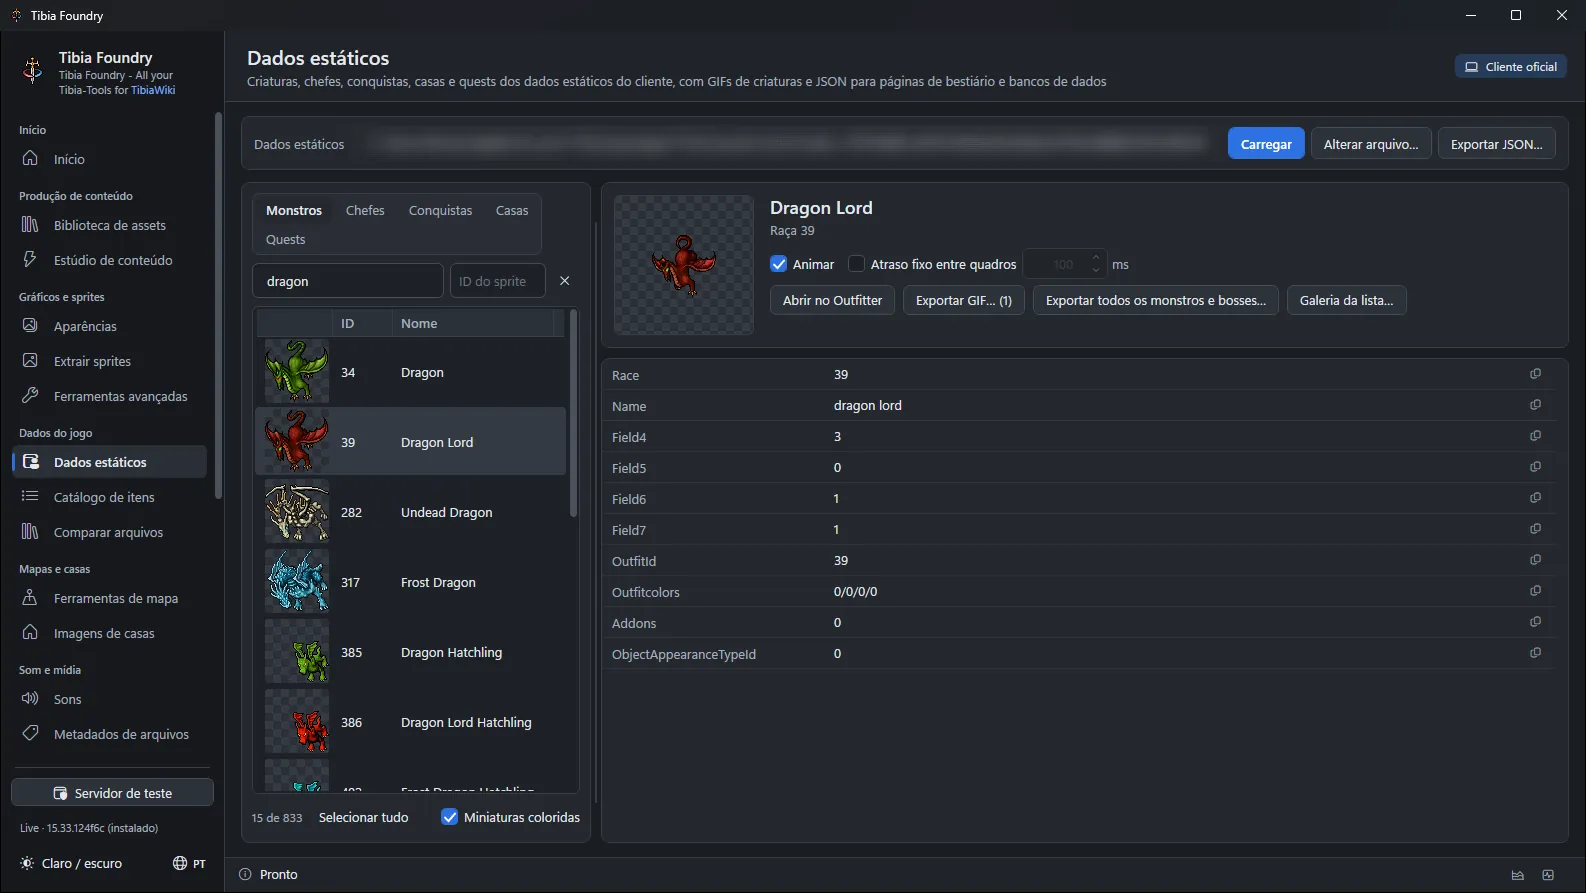 Tibia Foundry
Tibia Foundry
Tibia Foundry - All your
Tibia-Tools for TibiaWiki
Início
Início
Produção de conteúdo
Biblioteca de assets
Estúdio de conteúdo
Gráficos e sprites
Aparências
Extrair sprites
Ferramentas avançadas
Dados do jogo
Dados estáticos
Catálogo de itens
Comparar arquivos
Mapas e casas
Ferramentas de mapa
Imagens de casas
Som e mídia
Sons
Metadados de arquivos
Servidor de teste
Live · 15.33.124f6c (instalado)
Claro / escuro
PT
Dados estáticos
Criaturas, chefes, conquistas, casas e quests dos dados estáticos do cliente, com GIFs de criaturas e JSON para páginas de bestiário e bancos de dados
Cliente oficial
Dados estáticos
Carregar
Alterar arquivo...
Exportar JSON...
Monstros
Chefes
Conquistas
Casas
Quests
dragon
ID do sprite
ID
Nome
34
Dragon
39
Dragon Lord
282
Undead Dragon
317
Frost Dragon
385
Dragon Hatchling
386
Dragon Lord Hatchling
Frost Dragon Hatchling
15 de 833
Selecionar tudo
Miniaturas coloridas
Dragon Lord
Raça 39
Animar
Atraso fixo entre quadros
100
ms
Abrir no Outfitter
Exportar GIF... (1)
Exportar todos os monstros e bosses...
Galeria da lista...
Race
39
Name
dragon lord
Field4
3
Field5
0
Field6
1
Field7
1
OutfitId
39
Outfitcolors
0/0/0/0
Addons
0
ObjectAppearanceTypeId
0
Pronto